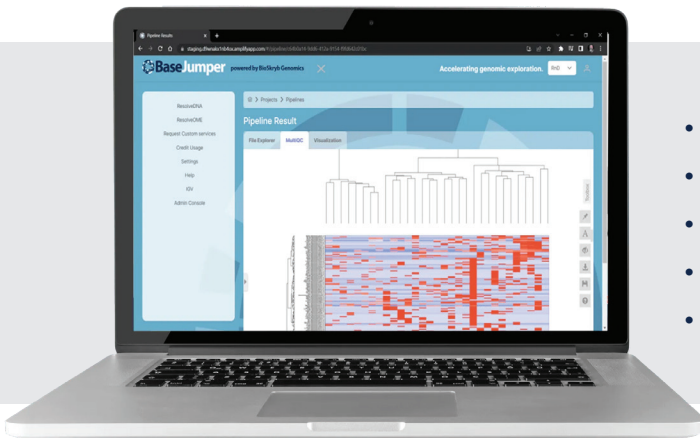 Pipeline Results
BaseJumper powered by BioSkryb Genomics
Accelerating genomic exploration.
RnD
ResolveDNA
ResolveOME
Request Custom services
Credit Usage
Settings
Help
IGV
Admin Console
> Projects > Pipelines
Pipeline Result
File Explorer MultiQC Visualization
Toolbox